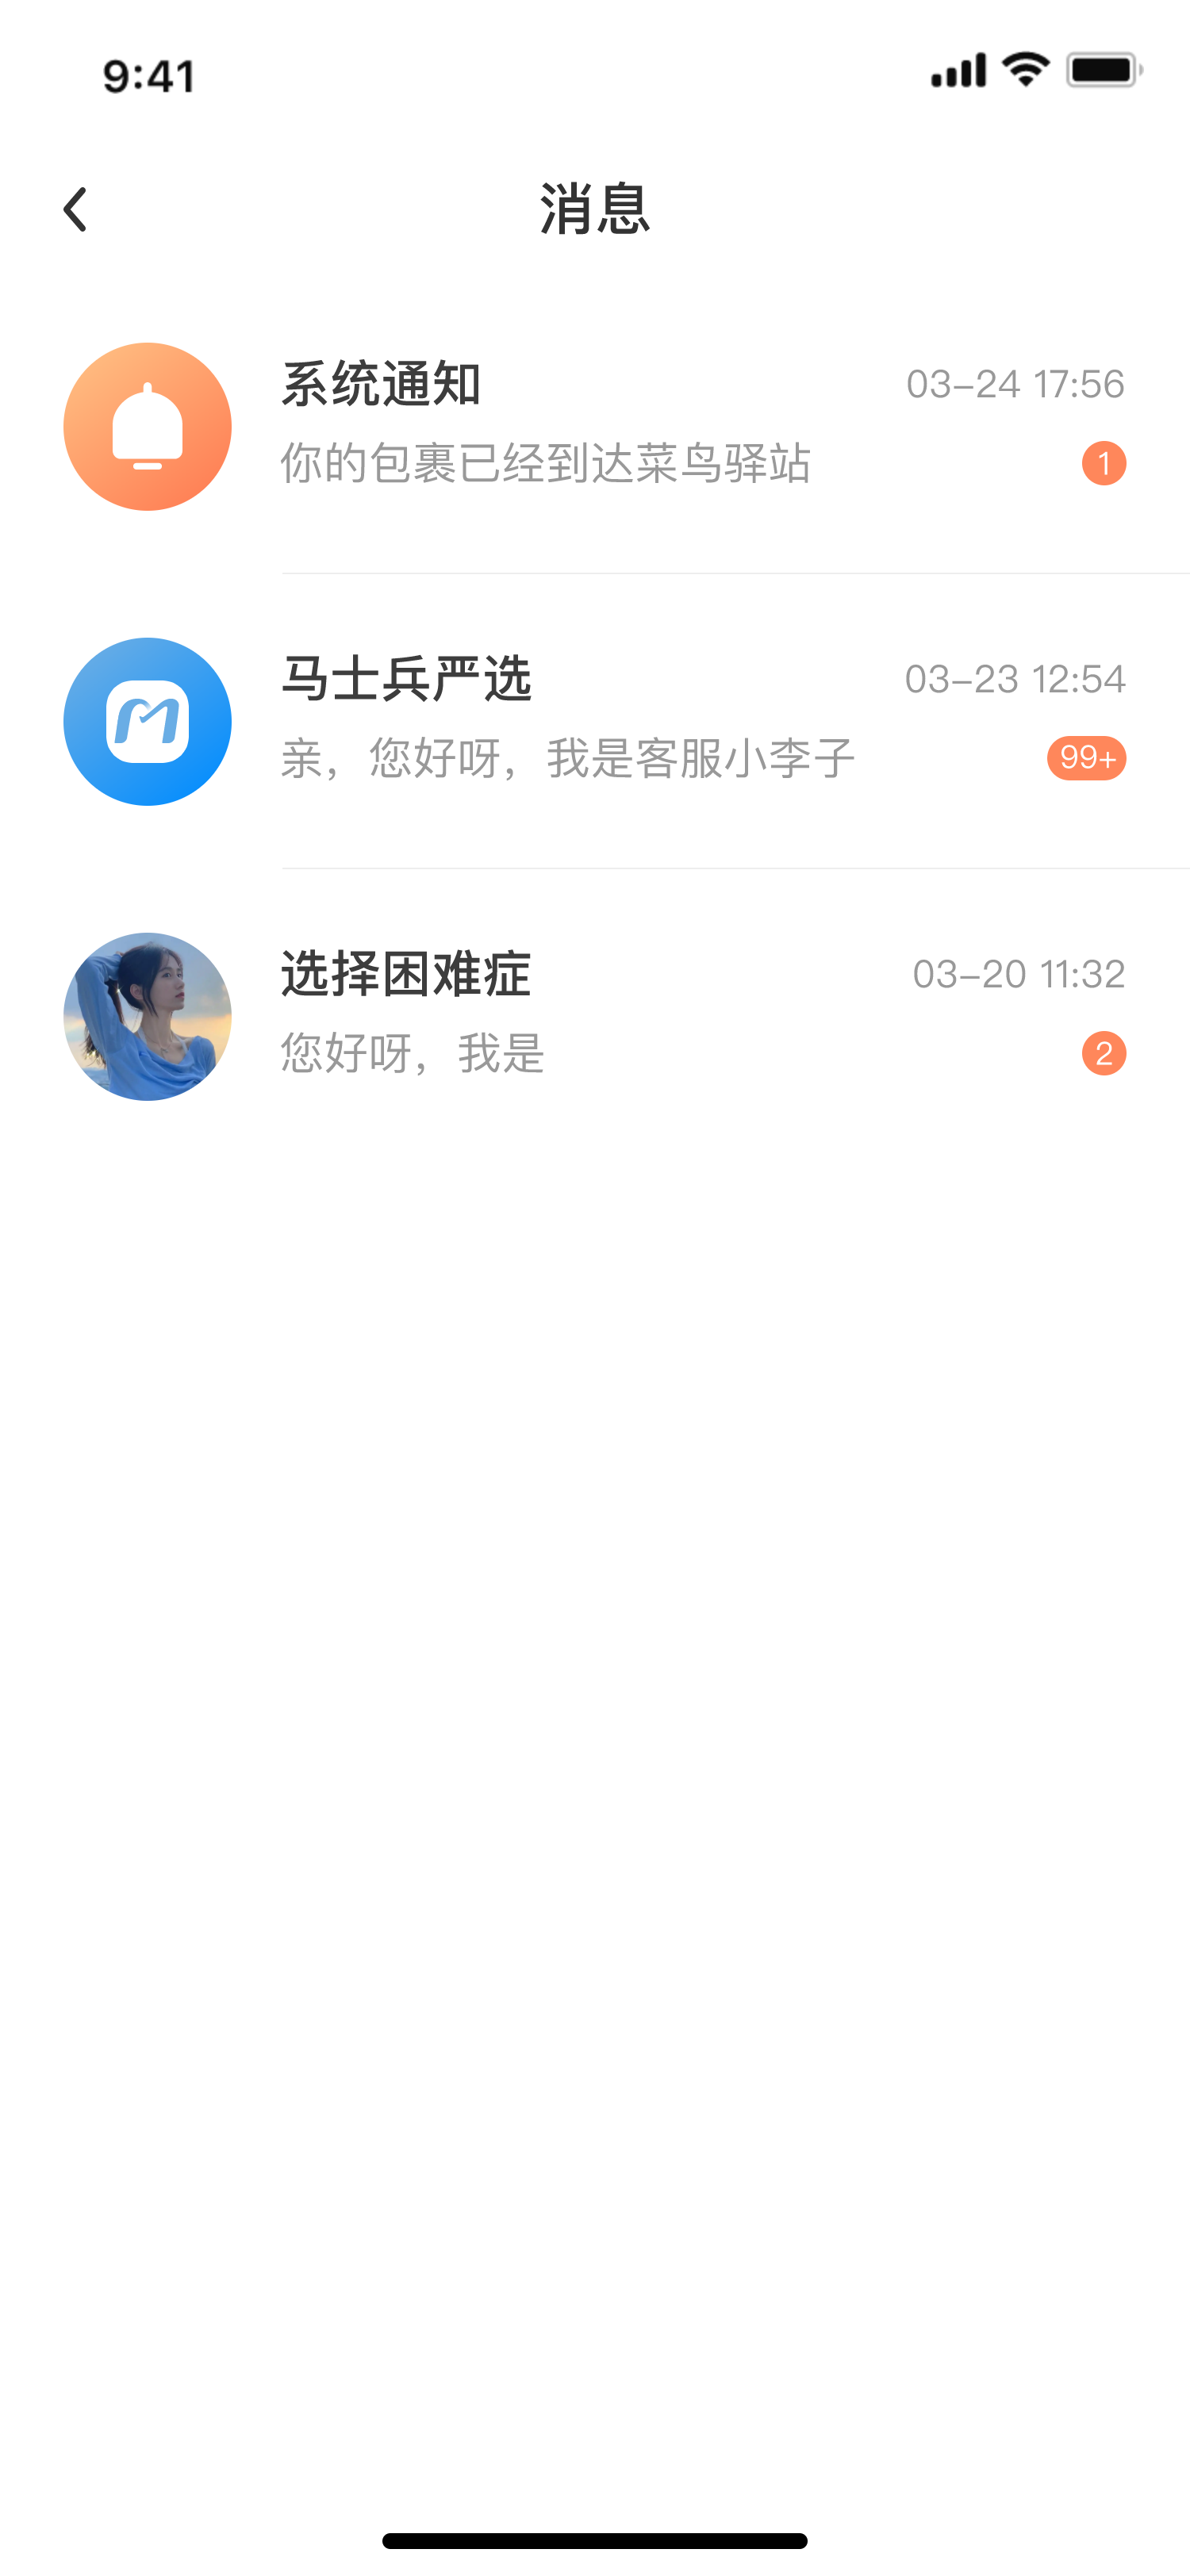 9:41
消息
系统通知 03-24 17:56
你的包裹已经到达菜鸟驿站 1
马士兵严选 03-23 12:54
亲，您好呀，我是客服小李子 99+
选择困难症 03-20 11:32
您好呀，我是 2